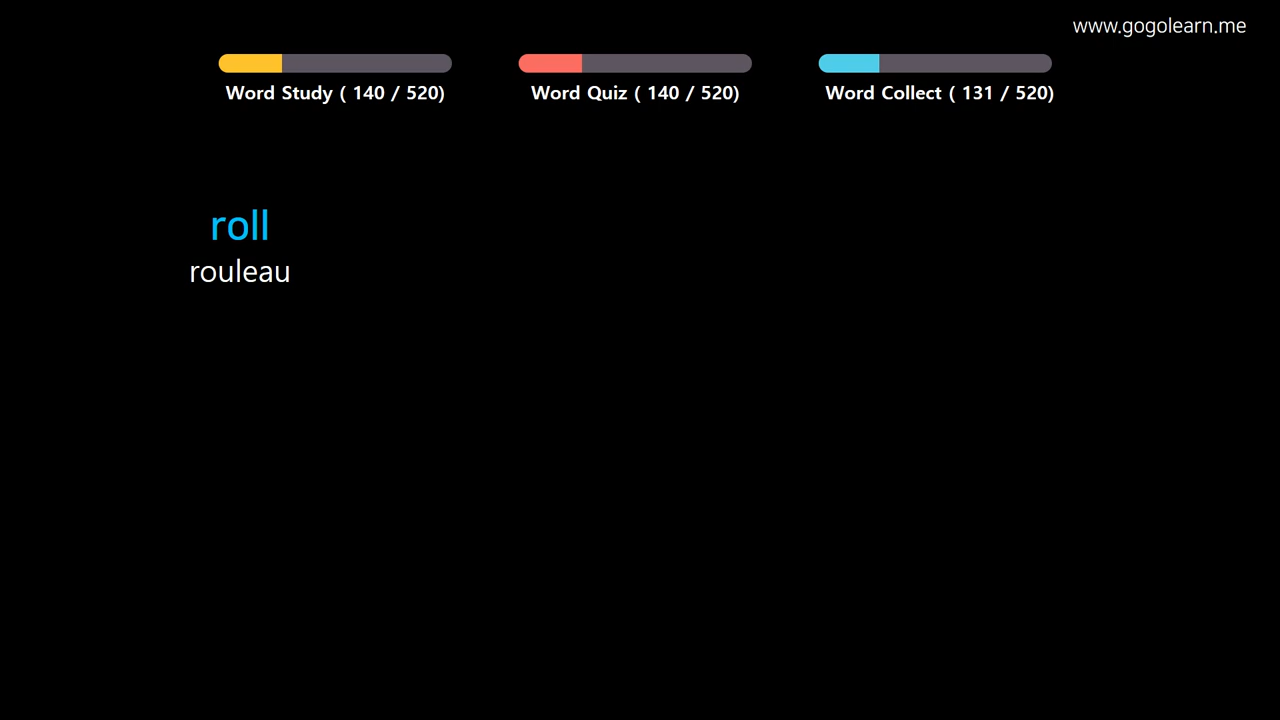 www.gogolearn.me
Word Study ( 140 / 520)
Word Quiz ( 140 / 520)
Word Collect ( 131 / 520)
roll
rouleau